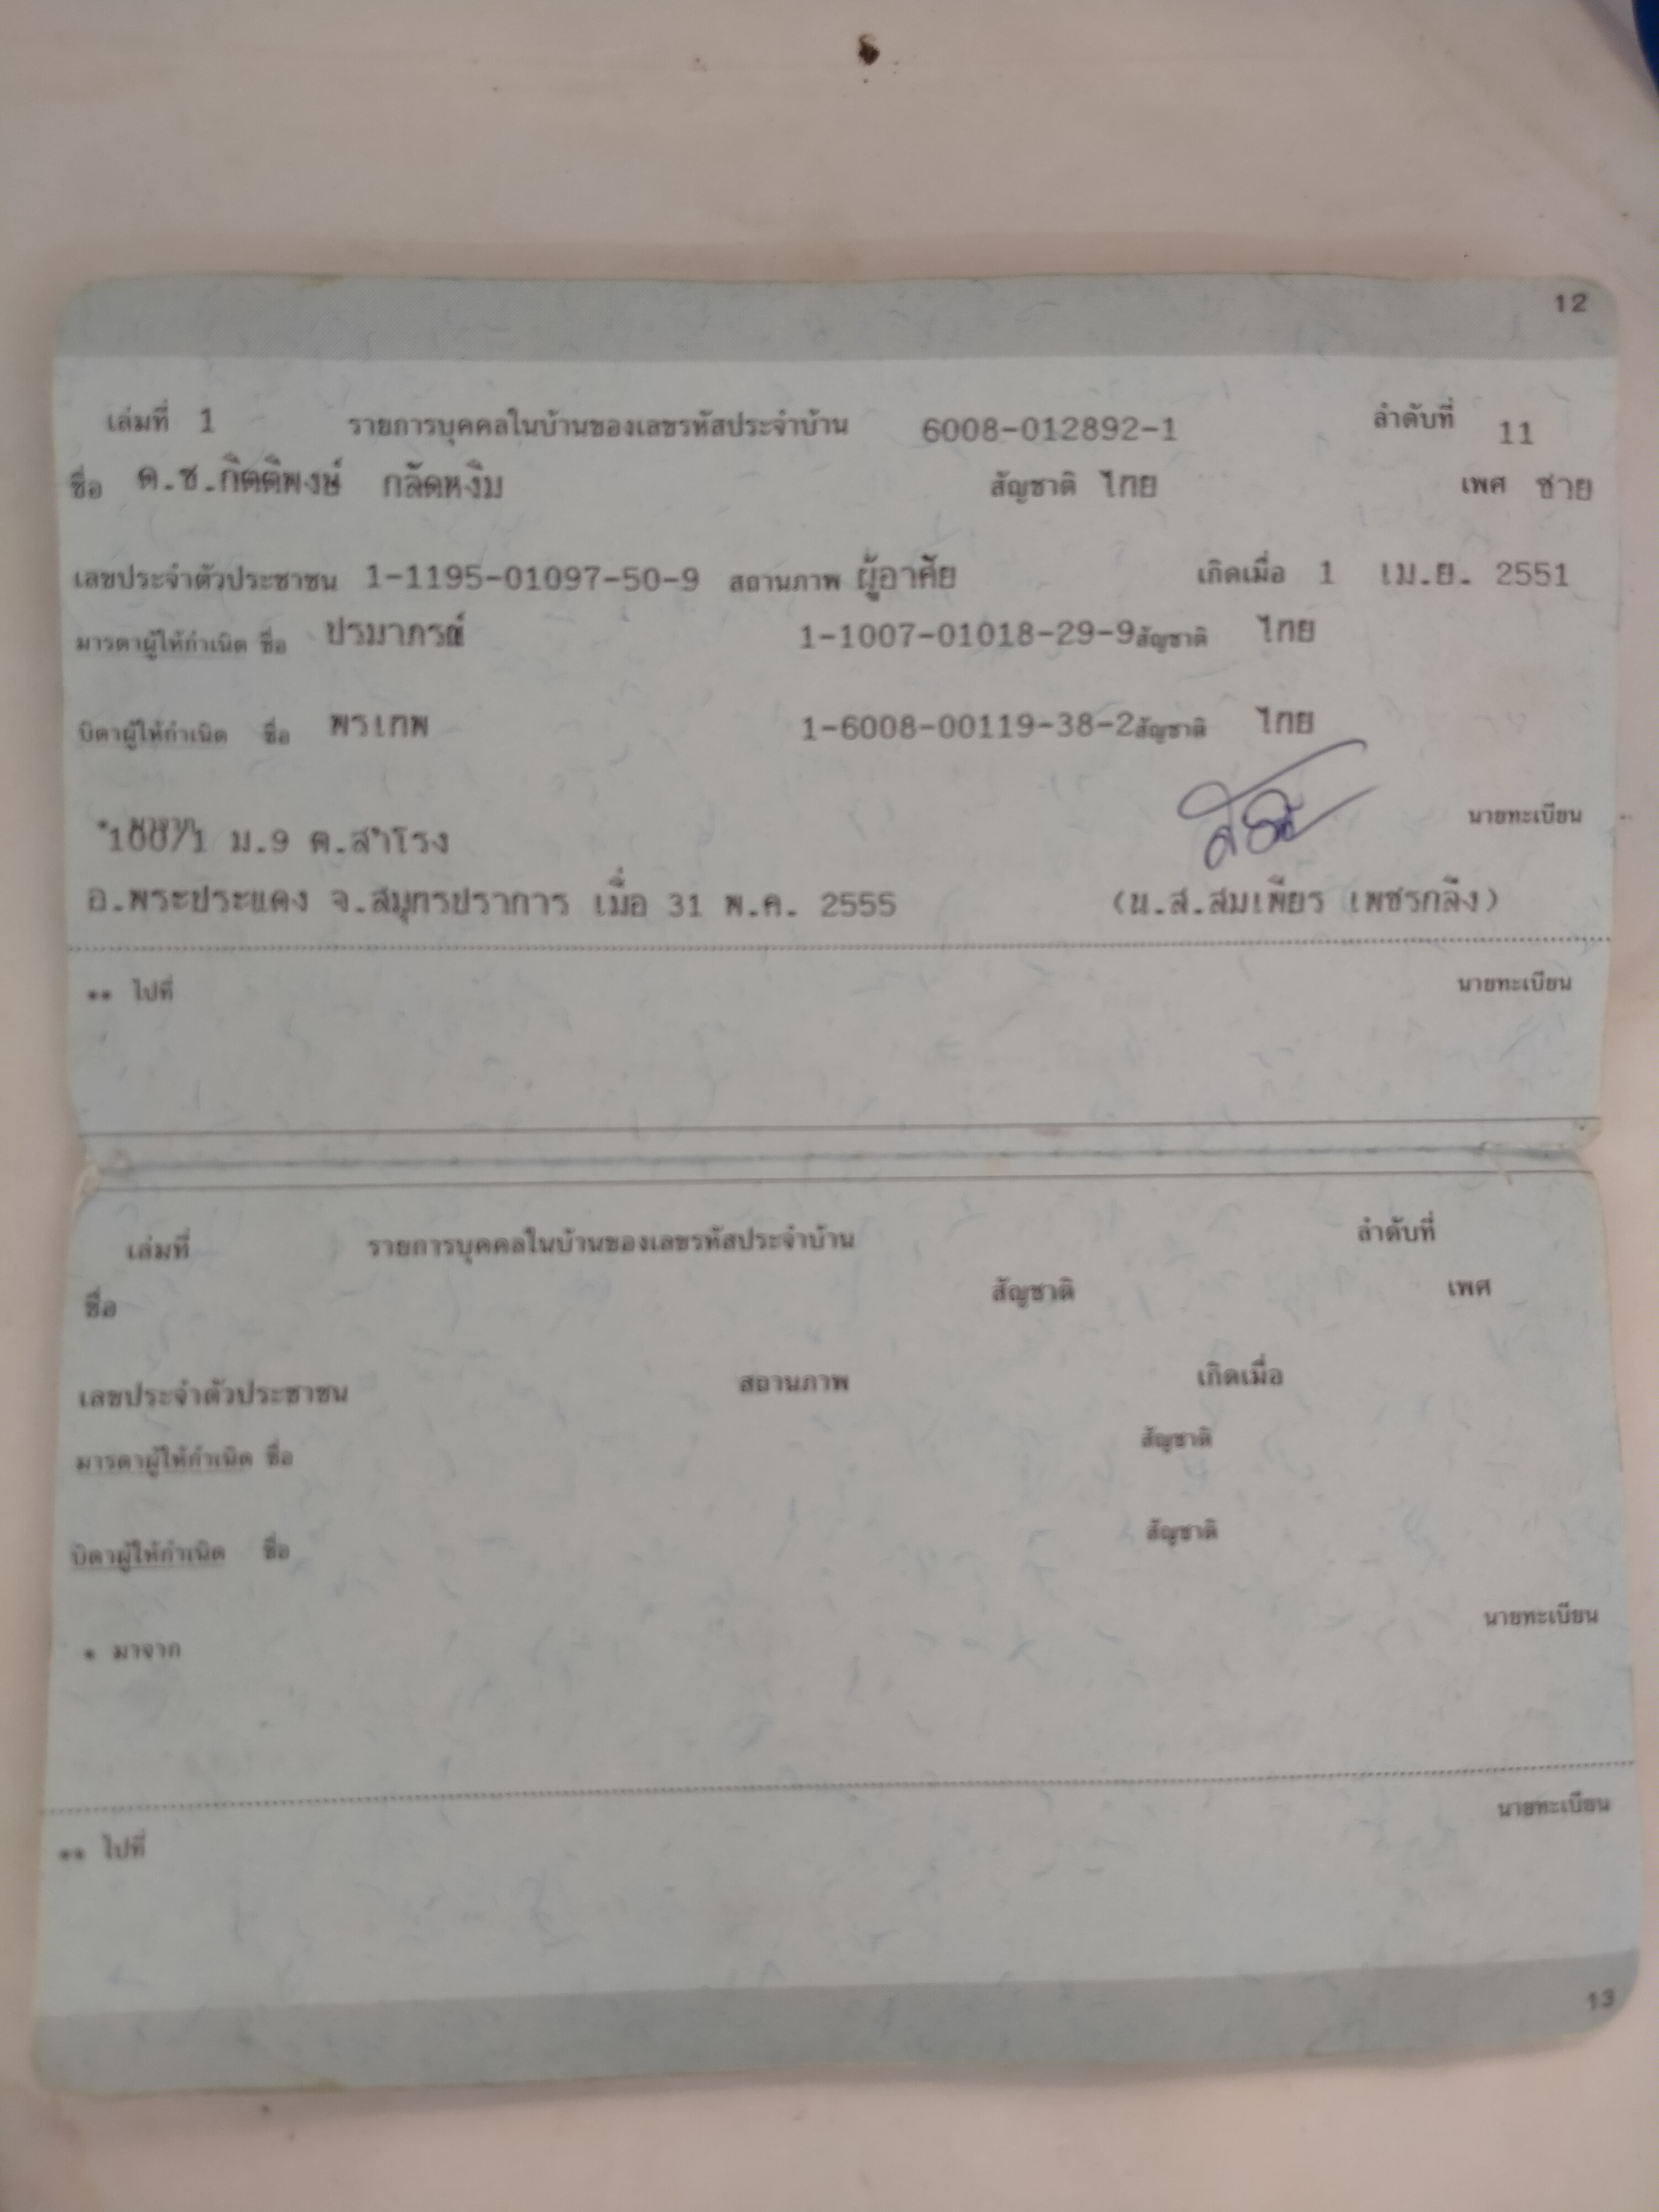 12
เล่มที่ 1 รายการบุคคลในบ้านของเลขรหัสประจำบ้าน 6008-012892-1 ลำดับที่ 11
ชื่อ ด.ช.กิตติพงษ์ กลัดหงิม สัญชาติ ไทย เพศ ชาย
เลขประจำตัวประชาชน 1-1195-01097-50-9 สถานภาพ ผู้อาศัย เกิดเมื่อ 1 เม.ย. 2551
มารดาผู้ให้กำเนิด ชื่อ ปรมาภรณ์ 1-1007-01018-29-9 สัญชาติ ไทย
บิดาผู้ให้กำเนิด ชื่อ พรเทพ 1-6008-00119-38-2 สัญชาติ ไทย
* 100/1 ม.9 ต.สำโรง นายทะเบียน
อ.พระประแดง จ.สมุทรปราการ เมื่อ 31 พ.ค. 2555 (น.ส.สมเพียร เพชรกลึง)
** ไปที่ นายทะเบียน
เล่มที่ รายการบุคคลในบ้านของเลขรหัสประจำบ้าน ลำดับที่
ชื่อ สัญชาติ เพศ
เลขประจำตัวประชาชน สถานภาพ เกิดเมื่อ
มารดาผู้ให้กำเนิด ชื่อ สัญชาติ
บิดาผู้ให้กำเนิด ชื่อ สัญชาติ
* มาจาก นายทะเบียน
** ไปที่ นายทะเบียน
13